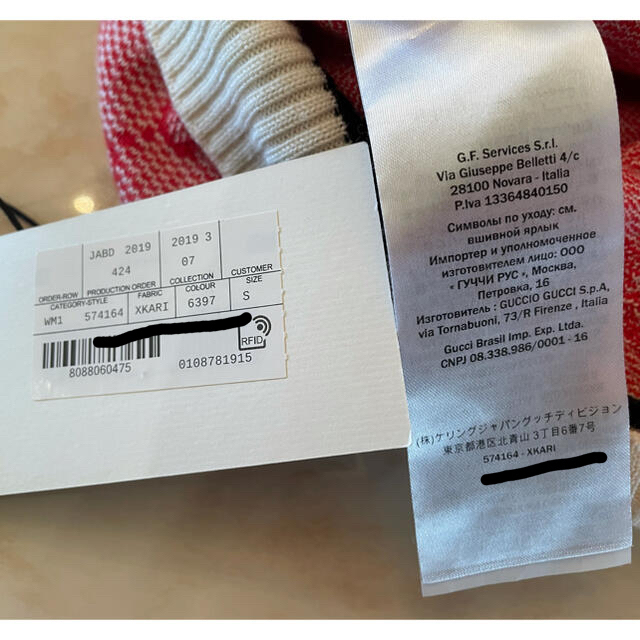 JABD 2019
2019 3
424
07
ORDER-ROW
PRODUCTION ORDER
COLLECTION
CUSTOMER
CATEGORY-STYLE
FABRIC
COLOUR
SIZE
WM1
574164
XKARI
6397
S
RFID
8088060475
0108781915
G.F. Services S.r.l.
Via Giuseppe Belletti 4/c
28100 Novara - Italia
P.Iva 13364840150
Символы по уходу: см.
вшивной ярлык
Импортер и уполномоченное
изготовителем лицо: ООО
« ГУЧЧИ РУС » , Москва,
Петровка, 16
Изготовитель : GUCCIO GUCCI S.p.A,
via Tornabuoni, 73/R Firenze , Italia
Gucci Brasil Imp. Exp. Ltda.
CNPJ 08.338.986/0001 - 16
(株)ケリングジャパングッチディビジョン
東京都港区北青山 3丁目6番7号
574164 - XKARI